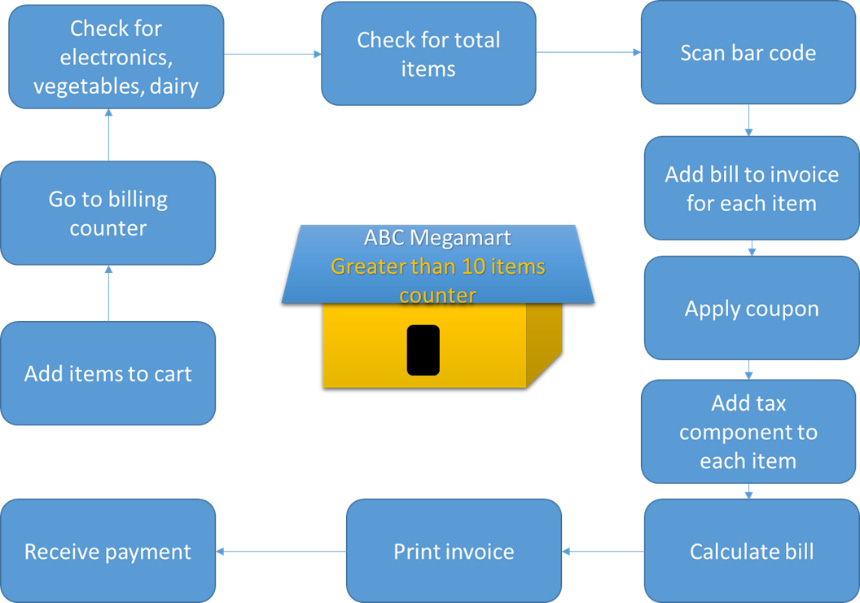 Check for
electronics,
vegetables, dairy
Check for total
items
Scan bar code
Go to billing
counter
Add bill to invoice
for each item
ABC Megamart
Greater than 10 items
counter
Apply coupon
Add items to cart
Add tax
component to
each item
Receive payment
Print invoice
Calculate bill